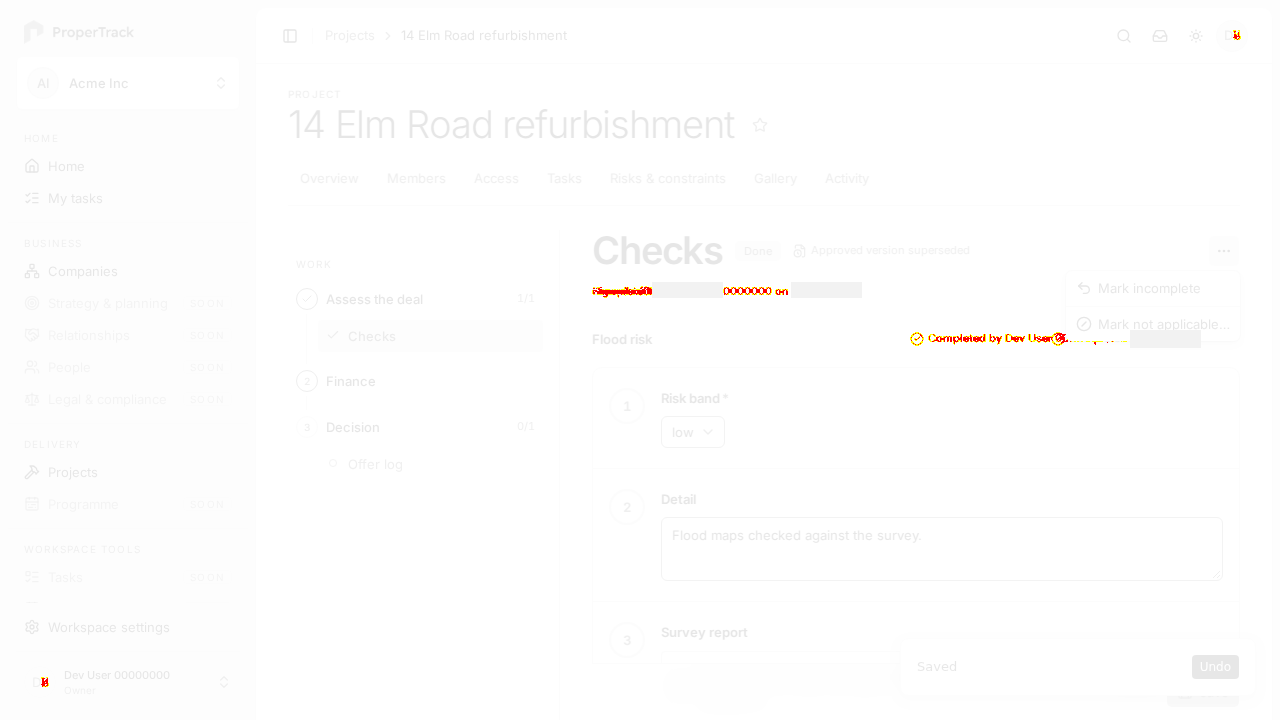 ProperTrack
AI
Acme Inc
HOME
Home
My tasks
BUSINESS
Companies
Strategy & planning SOON
Relationships SOON
People SOON
Legal & compliance SOON
DELIVERY
Projects
Programme SOON
WORKSPACE TOOLS
Tasks SOON
Workspace settings
Dev User 00000000
Owner
Projects > 14 Elm Road refurbishment
PROJECT
14 Elm Road refurbishment
Overview
Members
Access
Tasks
Risks & constraints
Gallery
Activity
WORK
Assess the deal 1/1
Checks
2 Finance
3 Decision 0/1
Offer log
Checks
Done
Approved version superseded
0000000 on
Mark incomplete
Mark not applicable...
Flood risk
Completed by Dev User
1
Risk band *
low
2
Detail
Flood maps checked against the survey.
3
Survey report
Saved
Undo